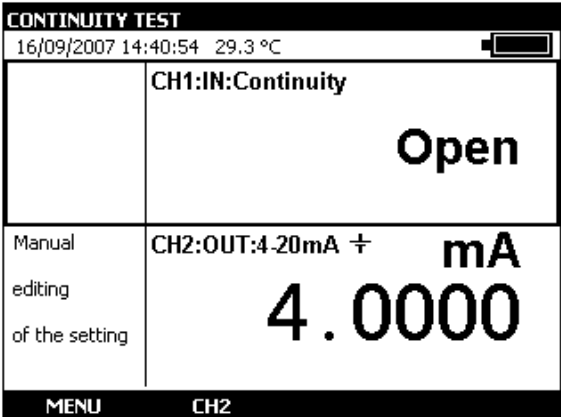 CONTINUITY TEST
16/09/2007 14:40:54 29.3 °C
CH1:IN:Continuity
Open
Manual
editing
of the setting
CH2:OUT:4-20mA
mA
4.0000
MENU CH2